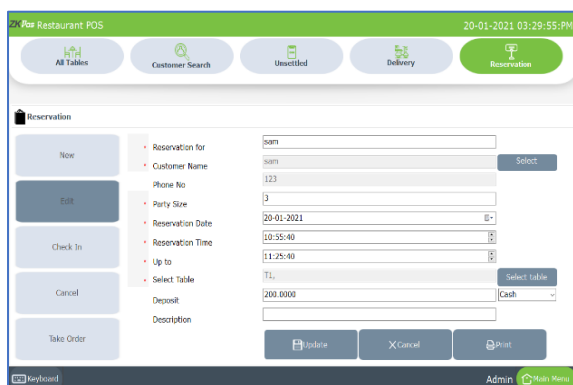 ZKPos Restaurant POS 20-01-2021 03:29:55:PM
All Tables Customer Search Unsettled Delivery Reservation
Reservation
New
Edit
Check In
Cancel
Take Order
* Reservation for sam
* Customer Name sam Select
Phone No 123
* Party Size 3
* Reservation Date 20-01-2021
* Reservation Time 10:55:40
* Up to 11:25:40
* Select Table T1, Select table
Deposit 200.0000 Cash
Description
Update XCancel Print
Keyboard Admin Main Menu